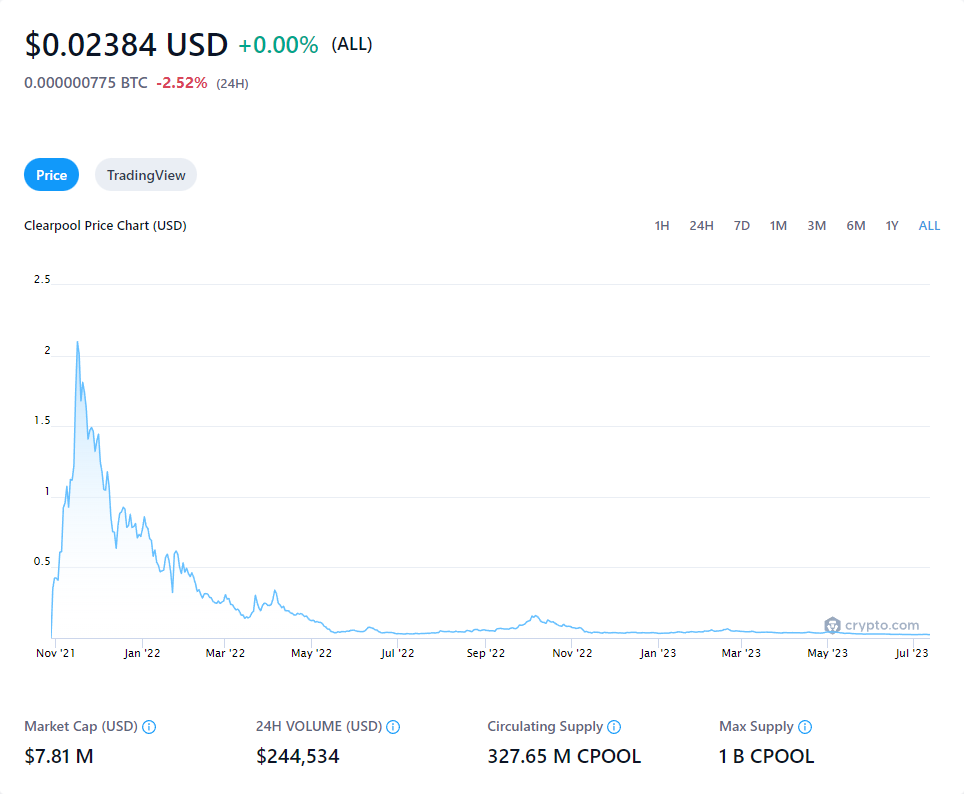 $0.02384 USD +0.00% (ALL)
0.000000775 BTC -2.52% (24H)
Price TradingView
Clearpool Price Chart (USD) 1H 24H 7D 1M 3M 6M 1Y ALL
2.5
2
1.5
1
0.5
crypto.com
Nov '21 Jan '22 Mar '22 May '22 Jul '22 Sep '22 Nov '22 Jan '23 Mar '23 May '23 Jul '23
Market Cap (USD) 24H VOLUME (USD) Circulating Supply Max Supply
$7.81 M $244,534 327.65 M CPOOL 1 B CPOOL